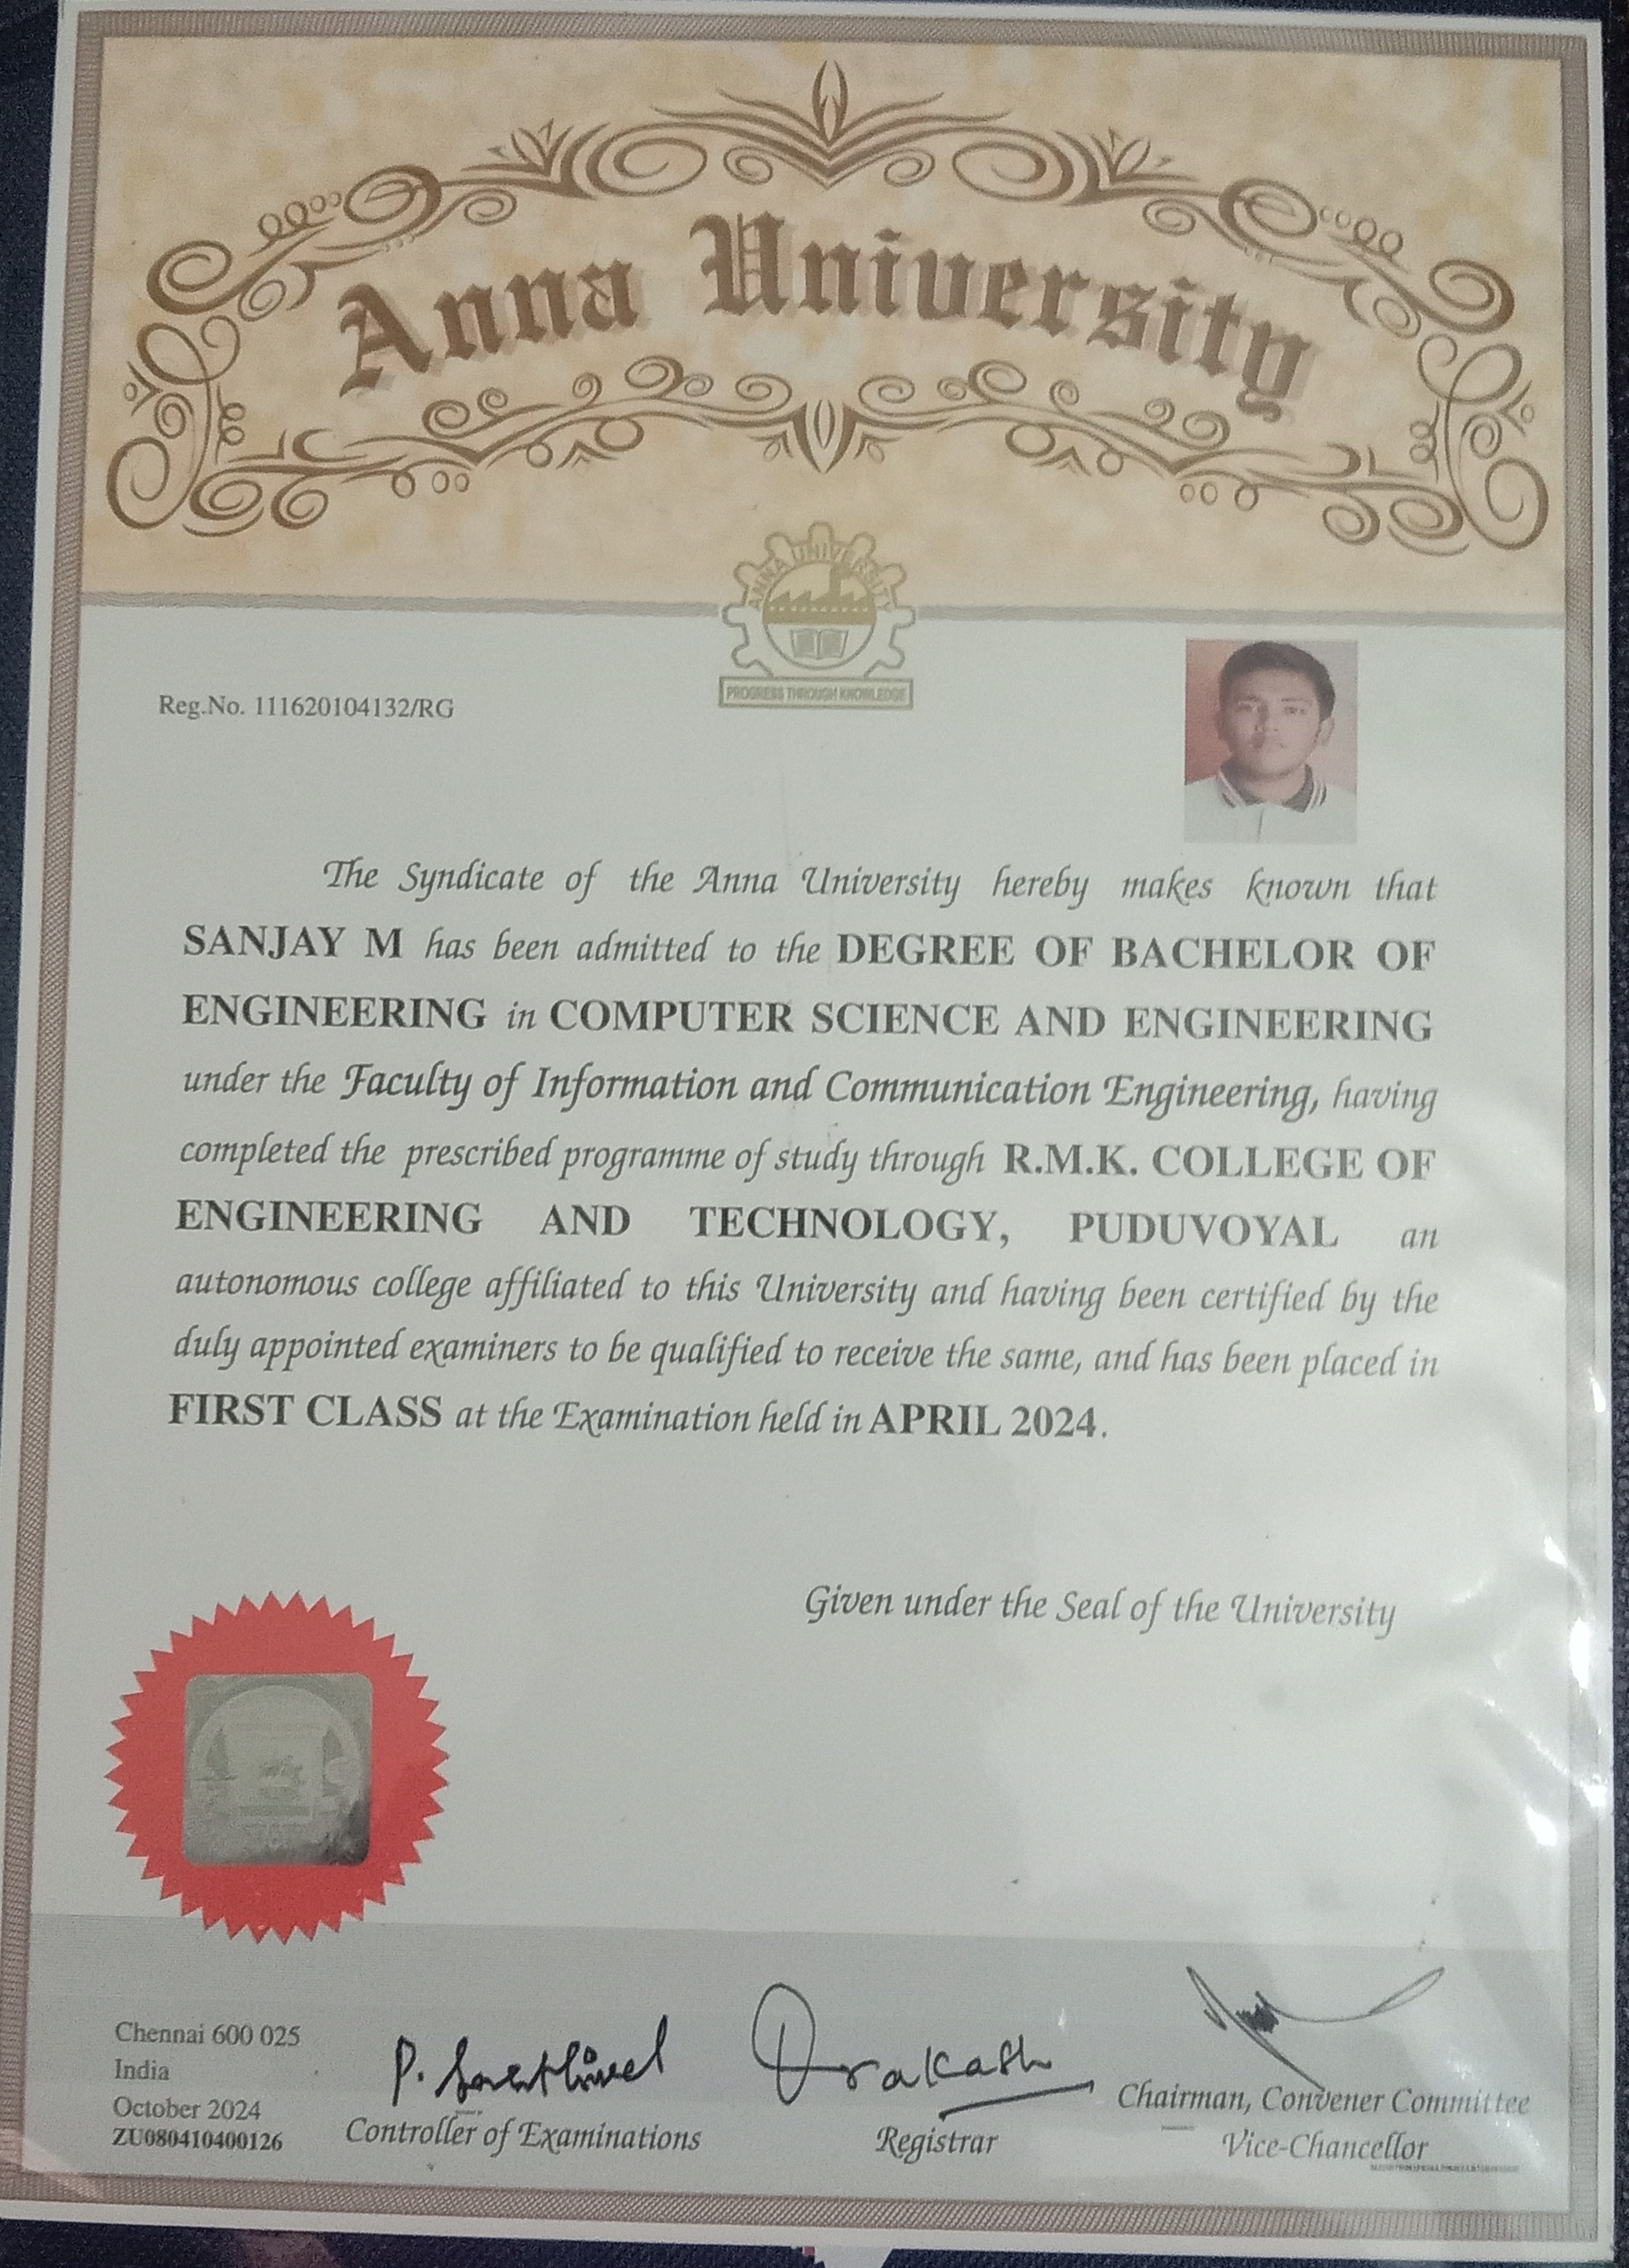 Anna University
ANNA UNIVERSITY
PROGRESS THROUGH KNOWLEDGE
Reg.No. 111620104132/RG
The Syndicate of the Anna University hereby makes known that
SANJAY M has been admitted to the DEGREE OF BACHELOR OF
ENGINEERING in COMPUTER SCIENCE AND ENGINEERING
under the Faculty of Information and Communication Engineering, having
completed the prescribed programme of study through R.M.K. COLLEGE OF
ENGINEERING AND TECHNOLOGY, PUDUVOYAL an
autonomous college affiliated to this University and having been certified by the
duly appointed examiners to be qualified to receive the same, and has been placed in
FIRST CLASS at the Examination held in APRIL 2024.
Given under the Seal of the University
Chennai 600 025
India
October 2024
ZU080410400126
P.
Controller of Examinations
Prakash
Registrar
Chairman, Convener Committee
Vice-Chancellor